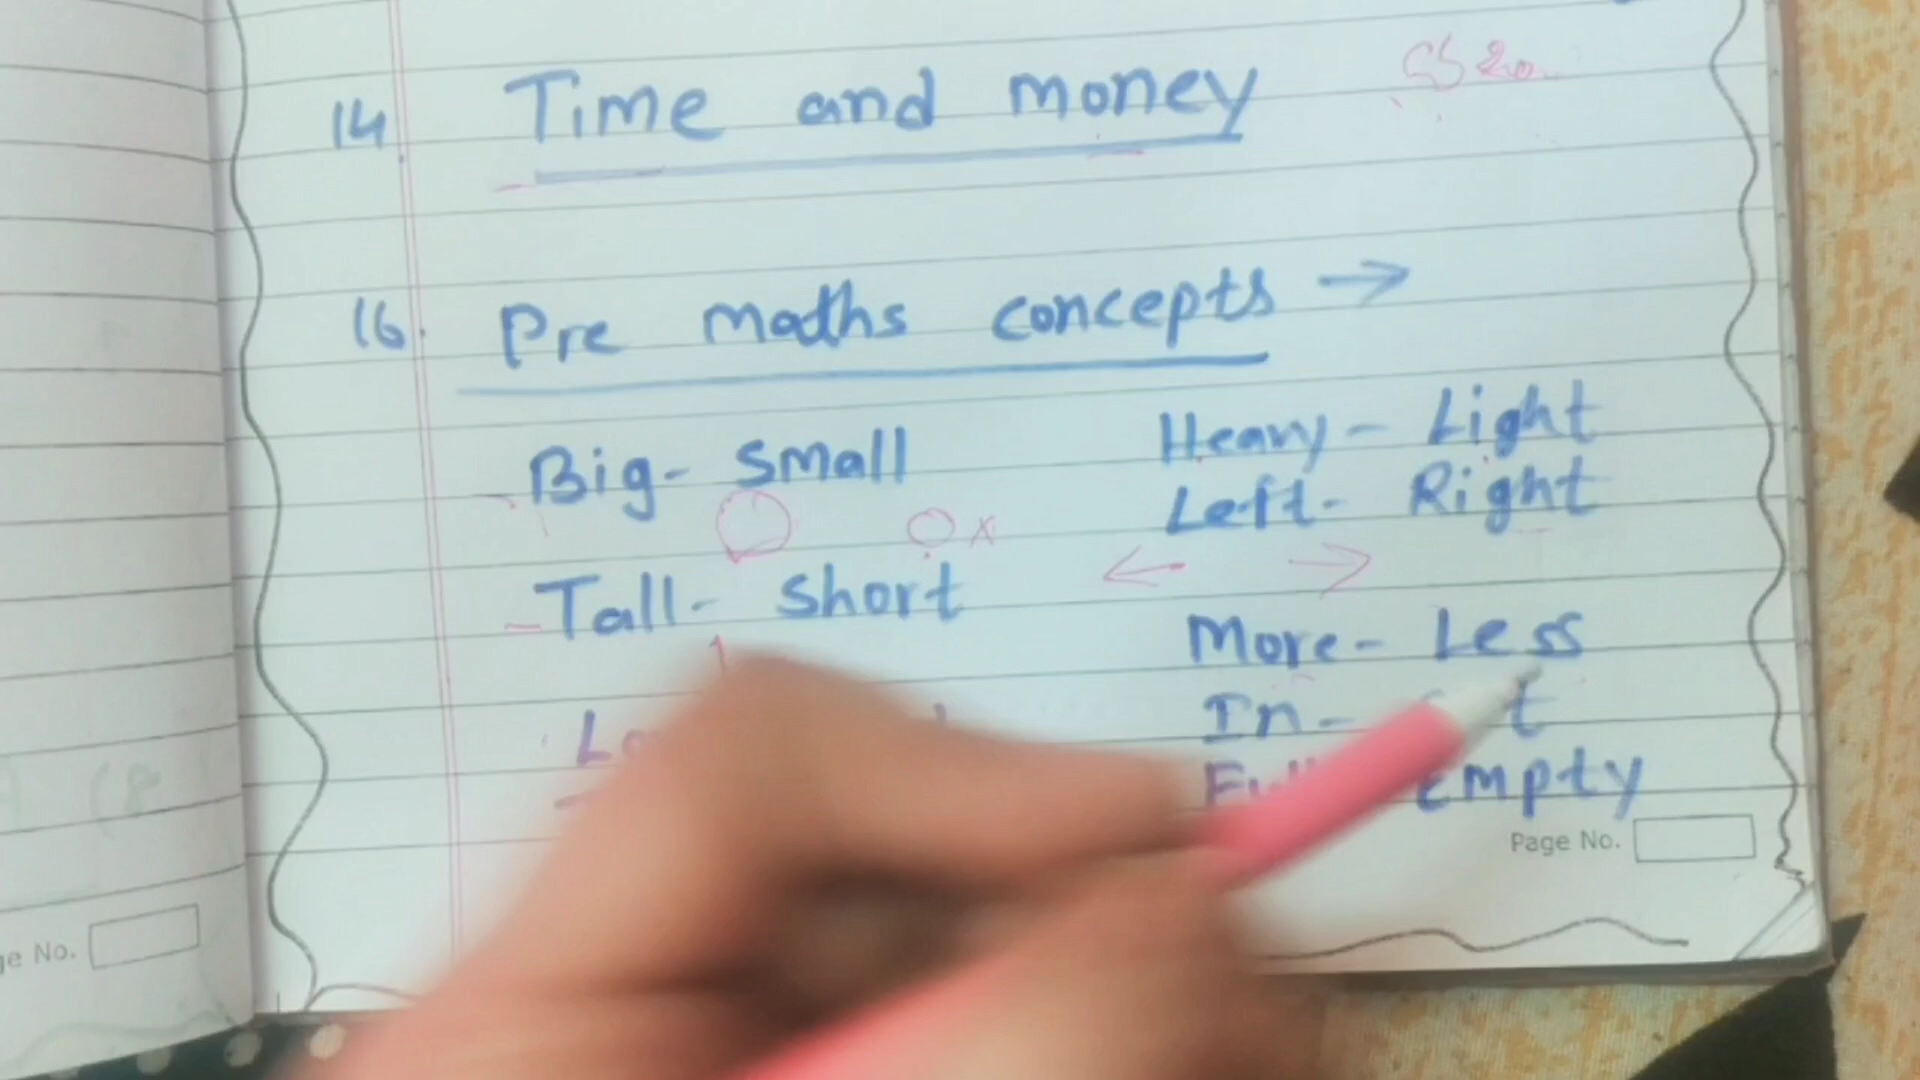 14 Time and money
16. Pre maths concepts →
Big- Small
Tall- Short
Heavy - Light
Left- Right
More- Less
In-
Empty
Page No.
No.